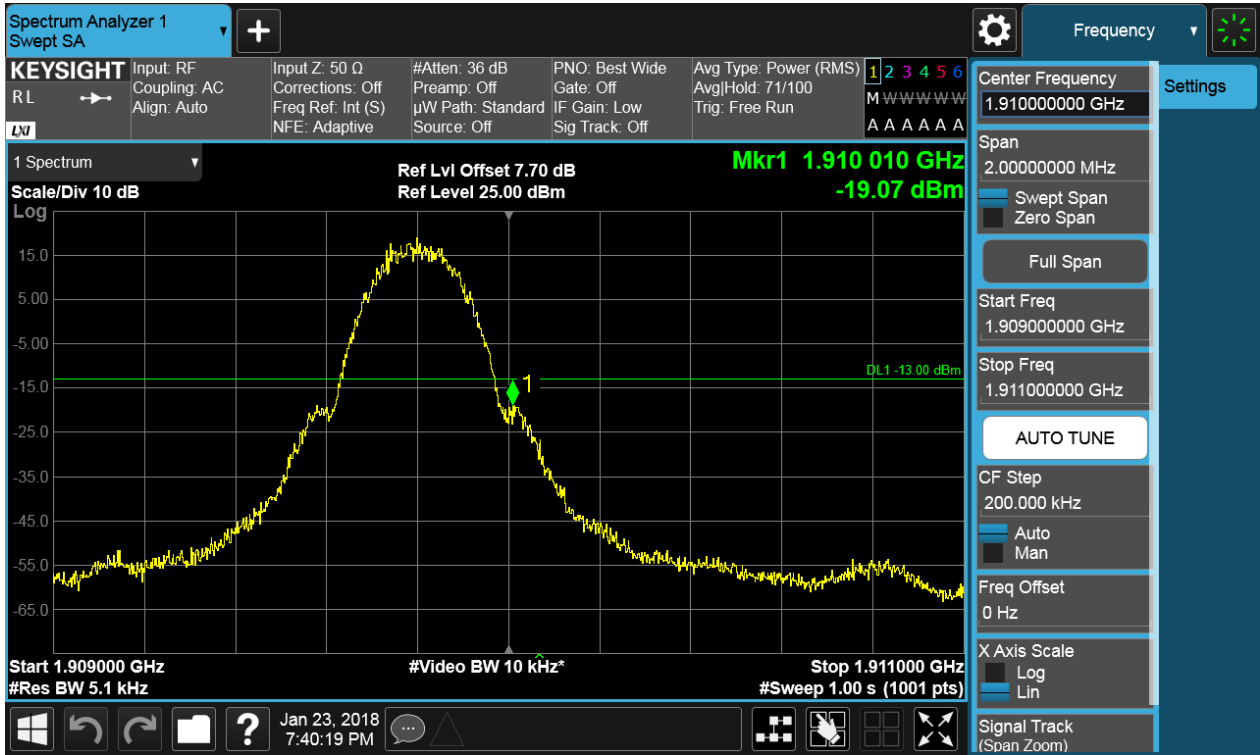 Spectrum Analyzer 1
Swept SA
+
Frequency
KEYSIGHT
R L
LXI
Input: RF
Coupling: AC
Align: Auto
Input Z: 50 Ω
Corrections: Off
Freq Ref: Int (S)
NFE: Adaptive
#Atten: 36 dB
Preamp: Off
µW Path: Standard
Source: Off
PNO: Best Wide
Gate: Off
IF Gain: Low
Sig Track: Off
Avg Type: Power (RMS)
Avg|Hold: 71/100
Trig: Free Run
1 2 3 4 5 6
M W W W W W
A A A A A A
1 Spectrum
Scale/Div 10 dB
Log
Ref Lvl Offset 7.70 dB
Ref Level 25.00 dBm
Mkr1 1.910 010 GHz
-19.07 dBm
15.0
5.00
-5.00
-15.0
-25.0
-35.0
-45.0
-55.0
-65.0
DL1 -13.00 dBm
1
Start 1.909000 GHz
#Res BW 5.1 kHz
#Video BW 10 kHz*
Stop 1.911000 GHz
#Sweep 1.00 s (1001 pts)
Center Frequency
1.910000000 GHz
Span
2.00000000 MHz
Swept Span
Zero Span
Full Span
Start Freq
1.909000000 GHz
Stop Freq
1.911000000 GHz
AUTO TUNE
CF Step
200.000 kHz
Auto
Man
Freq Offset
0 Hz
X Axis Scale
Log
Lin
Signal Track
(Span Zoom)
Settings
?
Jan 23, 2018
7:40:19 PM